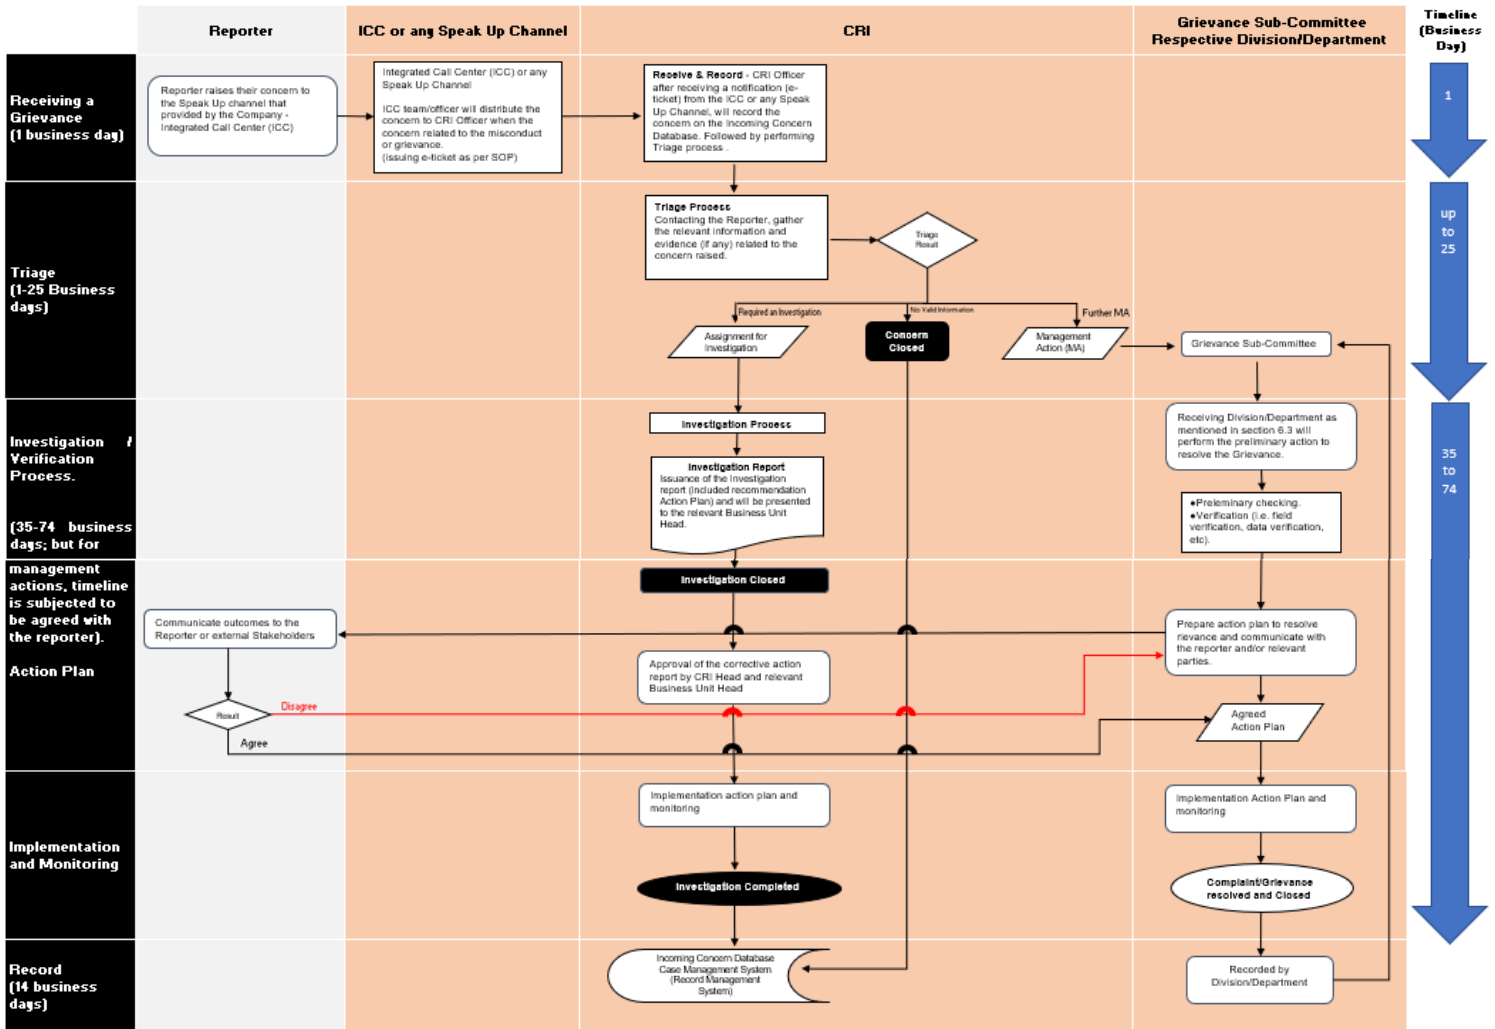 Reporter
ICC or any Speak Up Channel
CRI
Grievance Sub-Committee
Respective Division/Department
Timeline
(Business
Day)
Receiving a
Grievance
(1 business day)
Reporter raises their concern to
the Speak Up channel that
provided by the Company -
Integrated Call Center (ICC)
Integrated Call Center (ICC) or any
Speak Up Channel
ICC team/officer will distribute the
concern to CRI Officer when the
concern related to the misconduct
or grievance.
(issuing e-ticket as per SOP)
Receive & Record - CRI Officer
after receiving a notification (e-
ticket) from the ICC or any Speak
Up Channel, will record the
concern on the Incoming Concern
Database. Followed by performing
Triage process .
1
Triage
(1-25 Business
days)
Triage Process
Contacting the Reporter, gather
the relevant information and
evidence (if any) related to the
concern raised.
Triage
Result
up
to
25
Required an Investigation
No Valid Information
Further MA
Assignment for
Investigation
Concern
Closed
Management
Action (MA)
Grievance Sub-Committee
Investigation /
Verification
Process.
(35-74 business
days; but for
management
actions, timeline
is subjected to
be agreed with
the reporter).
Action Plan
Investigation Process
Investigation Report
Issuance of the Investigation
report (included recommendation
Action Plan) and will be presented
to the relevant Business Unit
Head.
Receiving Division/Department as
mentioned in section 6.3 will
perform the preliminary action to
resolve the Grievance.
●Preleminary checking.
●Verification (i.e. field
verification, data verification,
etc).
35
to
74
Investigation Closed
Communicate outcomes to the
Reporter or external Stakeholders
Approval of the corrective action
report by CRI Head and relevant
Business Unit Head
Prepare action plan to resolve
rievance and communicate with
the reporter and/or relevant
parties.
Result
Disagree
Agree
Agreed
Action Plan
Implementation
and Monitoring
Implementation action plan and
monitoring
Implementation Action Plan and
monitoring
Investigation Completed
Complaint/Grievance
resolved and Closed
Record
(14 business
days)
Incoming Concern Database
Case Management System
(Record Management
System)
Recorded by
Division/Department